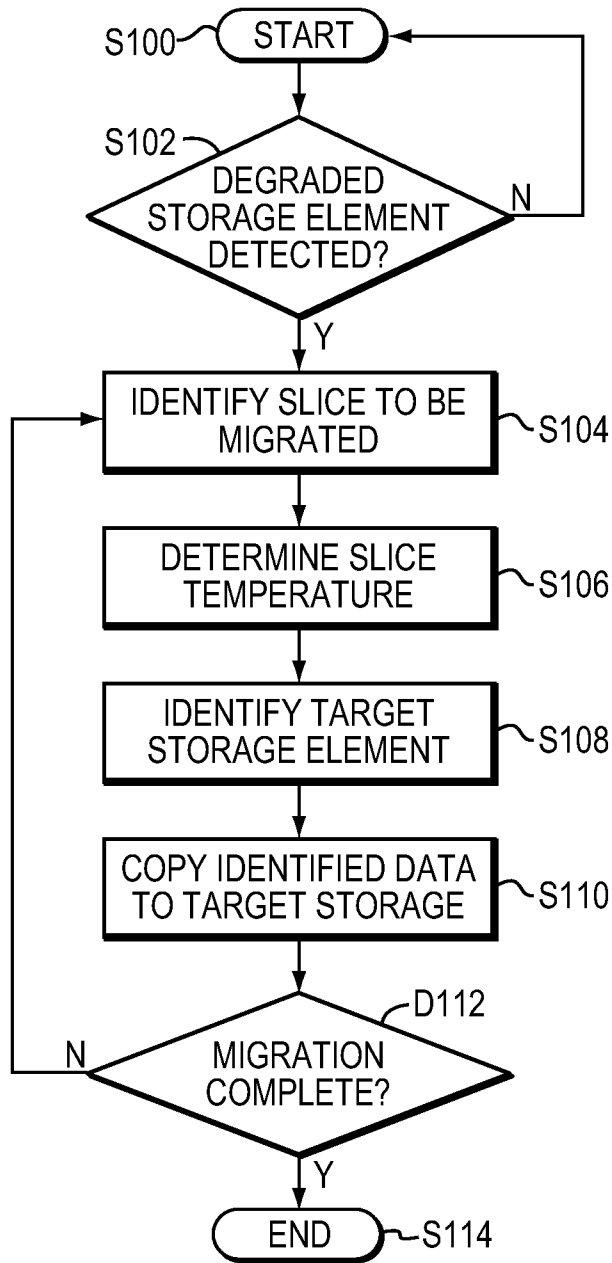 S100
START
S102
DEGRADED
STORAGE ELEMENT
DETECTED?
N
Y
IDENTIFY SLICE TO BE
MIGRATED
S104
DETERMINE SLICE
TEMPERATURE
S106
IDENTIFY TARGET
STORAGE ELEMENT
S108
COPY IDENTIFIED DATA
TO TARGET STORAGE
S110
D112
N
MIGRATION
COMPLETE?
Y
END
S114